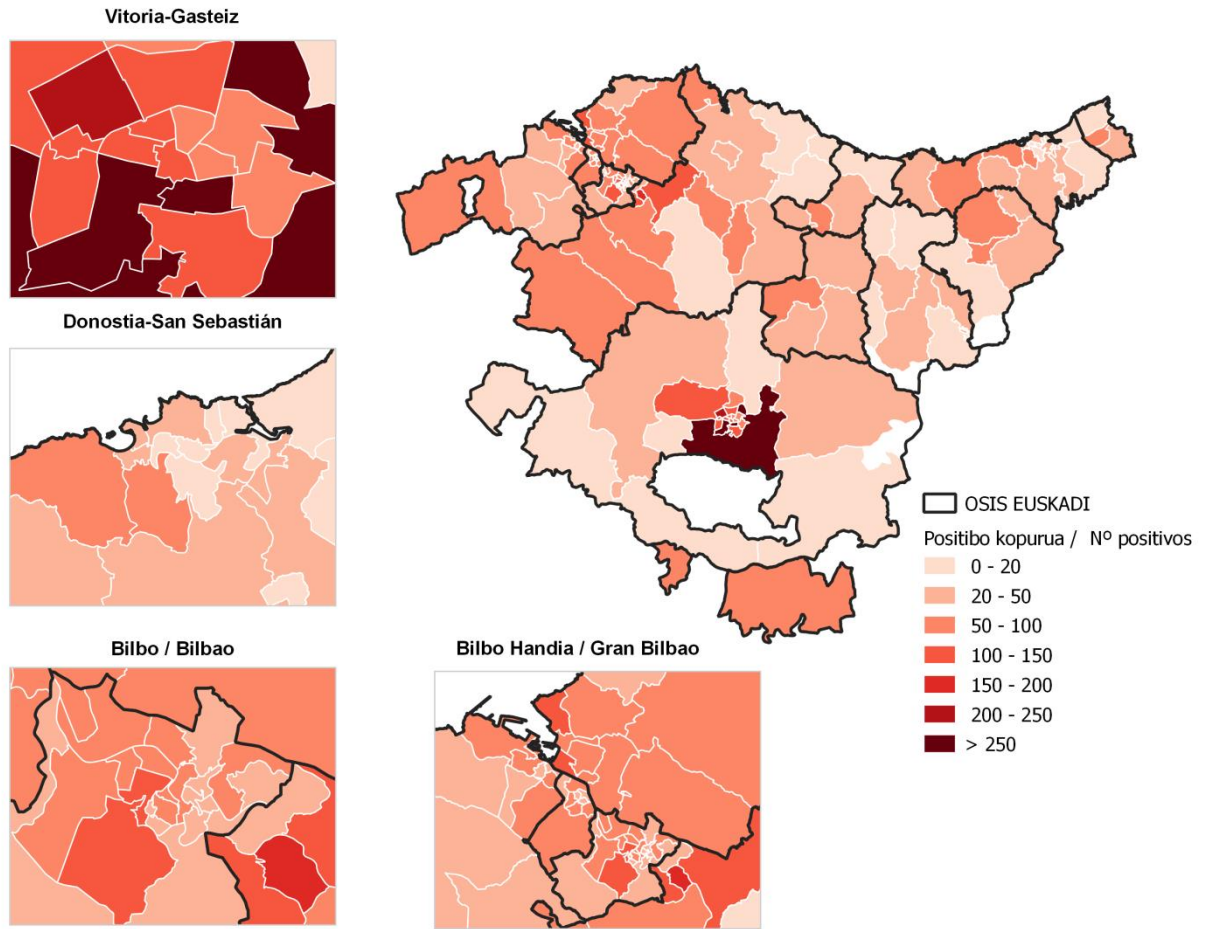 Vitoria-Gasteiz
Donostia-San Sebastián
Bilbo / Bilbao
Bilbo Handia / Gran Bilbao
OSIS EUSKADI
Positibo kopurua / Nº positivos
0 - 20
20 - 50
50 - 100
100 - 150
150 - 200
200 - 250
> 250